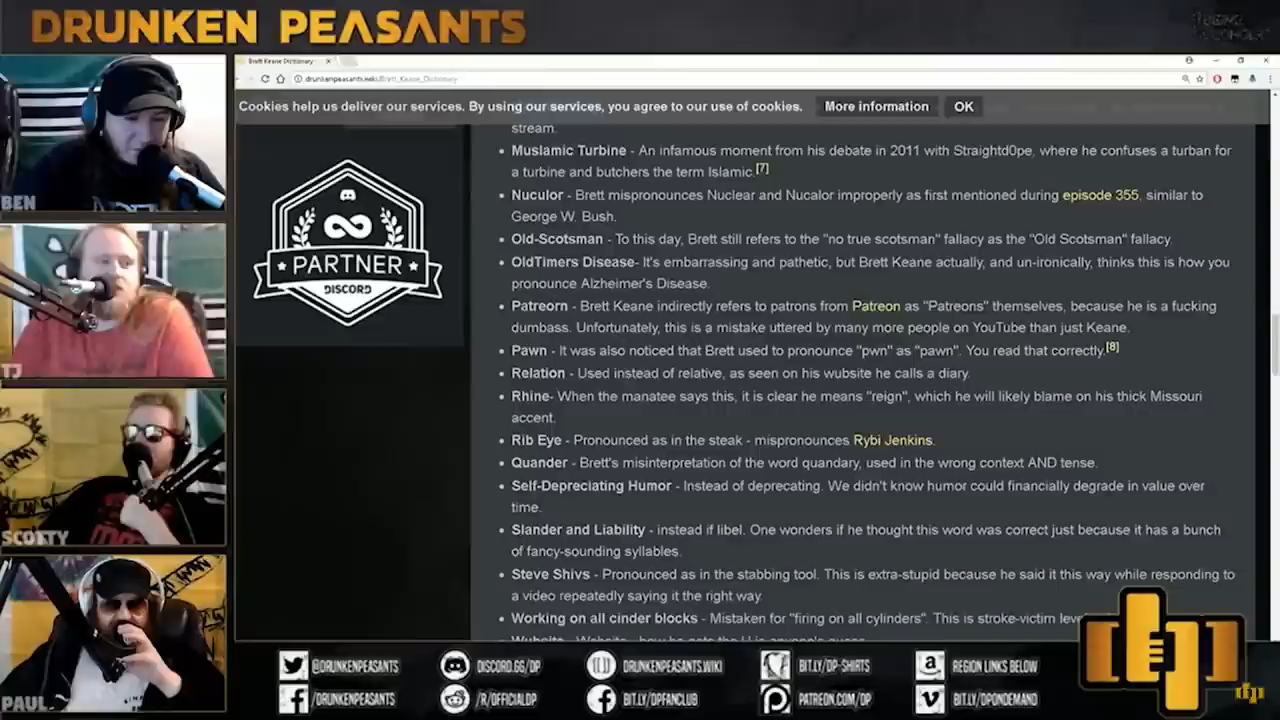 DRUNKEN PEASANTS
Brett Keane Dictionary
drunkenpeasants.wiki/Brett_Keane_Dictionary
Cookies help us deliver our services. By using our services, you agree to our use of cookies. More information OK
stream.
Muslamic Turbine - An infamous moment from his debate in 2011 with Straightd0pe, where he confuses a turban for
a turbine and butchers the term Islamic.[7]
Nuculor - Brett mispronounces Nuclear and Nucalor improperly as first mentioned during episode 355, similar to
George W. Bush.
Old-Scotsman - To this day, Brett still refers to the "no true scotsman" fallacy as the "Old Scotsman" fallacy.
OldTimers Disease- It's embarrassing and pathetic, but Brett Keane actually, and un-ironically, thinks this is how you
pronounce Alzheimer's Disease.
Patreorn - Brett Keane indirectly refers to patrons from Patreon as "Patreons" themselves, because he is a fucking
dumbass. Unfortunately, this is a mistake uttered by many more people on YouTube than just Keane.
Pawn - It was also noticed that Brett used to pronounce "pwn" as "pawn". You read that correctly.[8]
Relation - Used instead of relative, as seen on his wubsite he calls a diary.
Rhine- When the manatee says this, it is clear he means "reign", which he will likely blame on his thick Missouri
accent.
Rib Eye - Pronounced as in the steak - mispronounces Rybi Jenkins.
Quander - Brett's misinterpretation of the word quandary, used in the wrong context AND tense.
Self-Depreciating Humor - Instead of deprecating. We didn't know humor could financially degrade in value over
time.
Slander and Liability - instead if libel. One wonders if he thought this word was correct just because it has a bunch
of fancy-sounding syllables.
Steve Shivs - Pronounced as in the stabbing tool. This is extra-stupid because he said it this way while responding to
a video repeatedly saying it the right way.
Working on all cinder blocks - Mistaken for "firing on all cylinders". This is stroke-victim
PARTNER
DISCORD
BEN
TJ
SCOTTY
PAUL
@DRUNKENPEASANTS DISCORD.GG/DP DRUNKENPEASANTS.WIKI BIT.LY/DP-SHIRTS REGION LINKS BELOW
/DRUNKENPEASANTS /R/OFFICIALDP BIT.LY/DPFANCLUB PATREON.COM/DP BIT.LY/DPONDEMAND
dp